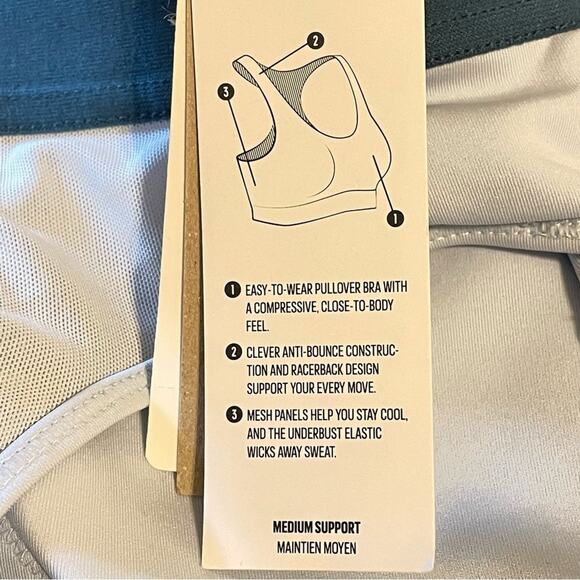 2
3
1
1 EASY-TO-WEAR PULLOVER BRA WITH
A COMPRESSIVE, CLOSE-TO-BODY
FEEL.
2 CLEVER ANTI-BOUNCE CONSTRUC-
TION AND RACERBACK DESIGN
SUPPORT YOUR EVERY MOVE.
3 MESH PANELS HELP YOU STAY COOL,
AND THE UNDERBUST ELASTIC
WICKS AWAY SWEAT.
MEDIUM SUPPORT
MAINTIEN MOYEN